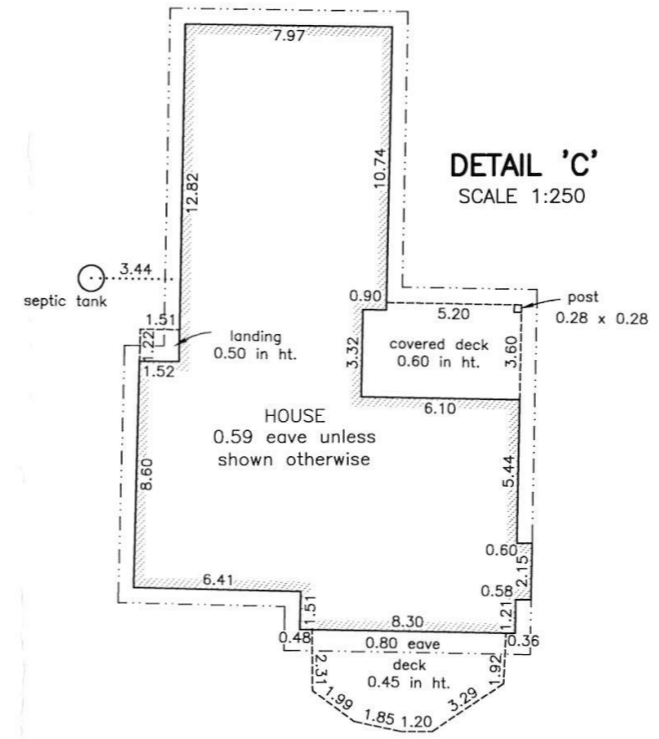 7.97
12.82
10.74
DETAIL 'C'
SCALE 1:250
3.44
septic tank
0.90
5.20
post
0.28 x 0.28
1.51
1.22
1.52
landing
0.50 in ht.
3.32
covered deck
0.60 in ht.
3.60
6.10
HOUSE
0.59 eave unless
shown otherwise
8.60
5.44
0.60
2.15
0.58
6.41
1.51
8.30
1.21
0.48
0.80 eave
0.36
deck
0.45 in ht.
2.31
1.92
1.99
3.29
1.85
1.20